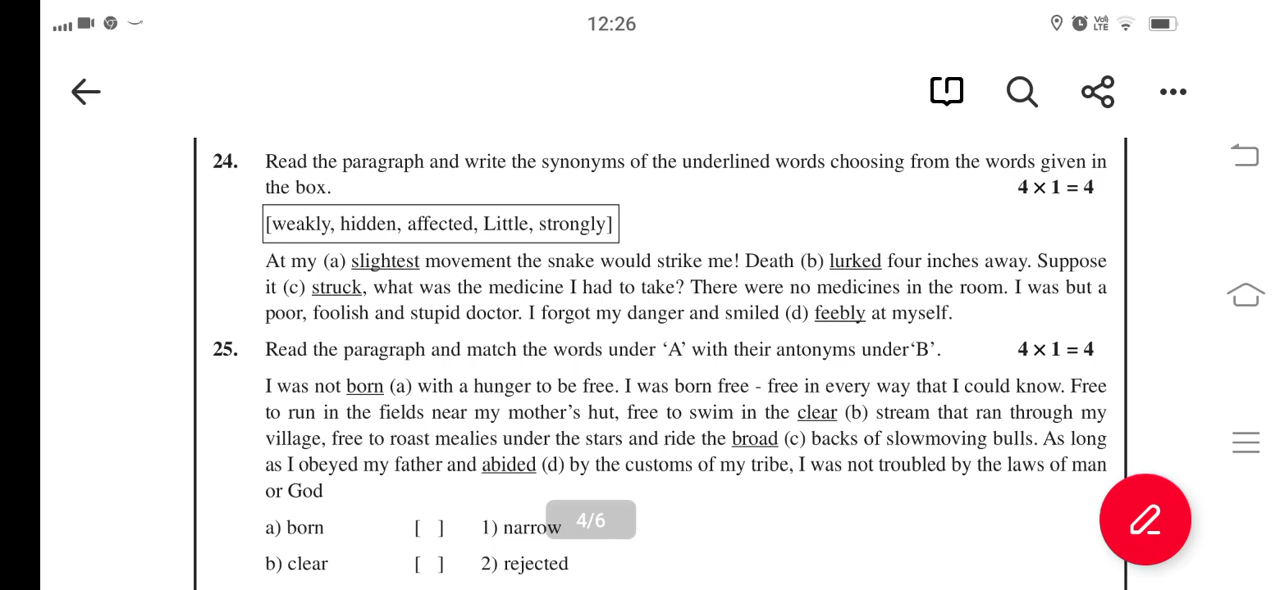 12:26
Vo)
LTE
24. Read the paragraph and write the synonyms of the underlined words choosing from the words given in
the box. 4 × 1 = 4
[weakly, hidden, affected, Little, strongly]
At my (a) slightest movement the snake would strike me! Death (b) lurked four inches away. Suppose
it (c) struck, what was the medicine I had to take? There were no medicines in the room. I was but a
poor, foolish and stupid doctor. I forgot my danger and smiled (d) feebly at myself.
25. Read the paragraph and match the words under ‘A’ with their antonyms under‘B’. 4 × 1 = 4
I was not born (a) with a hunger to be free. I was born free - free in every way that I could know. Free
to run in the fields near my mother’s hut, free to swim in the clear (b) stream that ran through my
village, free to roast mealies under the stars and ride the broad (c) backs of slowmoving bulls. As long
as I obeyed my father and abided (d) by the customs of my tribe, I was not troubled by the laws of man
or God
a) born [ ] 1) narrow
4/6
b) clear [ ] 2) rejected